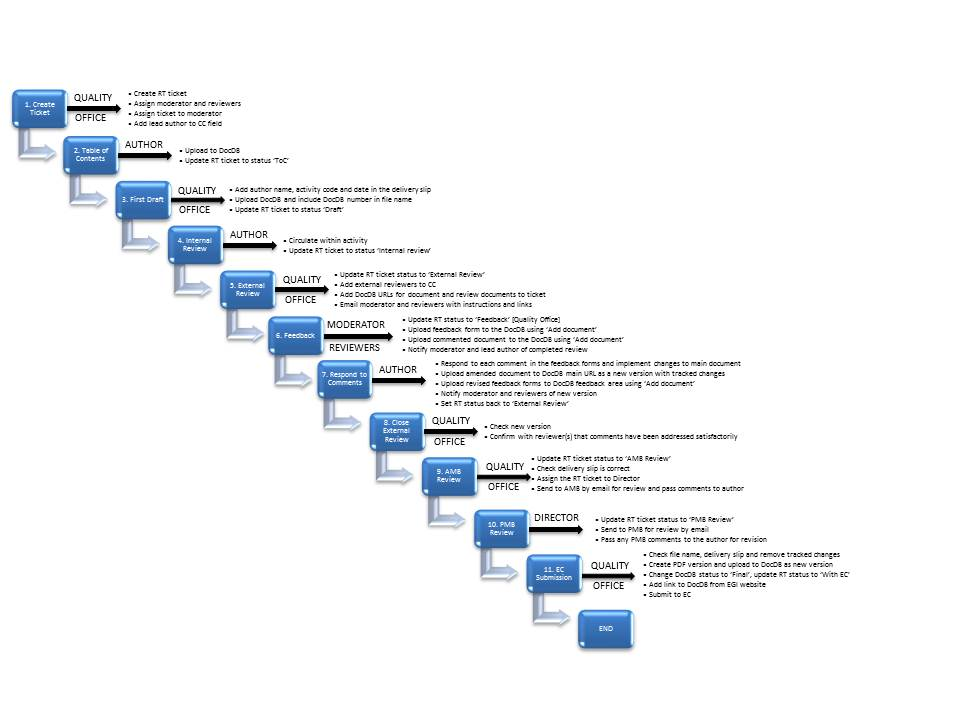 1. Create
Ticket
QUALITY
OFFICE
• Create RT ticket
• Assign moderator and reviewers
• Assign ticket to moderator
• Add lead author to CC field
2. Table of
Contents
AUTHOR
• Upload to DocDB
• Update RT ticket to status 'ToC'
3. First Draft
QUALITY
OFFICE
• Add author name, activity code and date in the delivery slip
• Upload DocDB and include DocDB number in file name
• Update RT ticket to status 'Draft'
4. Internal
Review
AUTHOR
• Circulate within activity
• Update RT ticket to status 'Internal review'
5. External
Review
QUALITY
OFFICE
• Update RT ticket status to 'External Review'
• Add external reviewers to CC
• Add DocDB URLs for document and review documents to ticket
• Email moderator and reviewers with instructions and links
6. Feedback
MODERATOR
REVIEWERS
• Update RT status to 'Feedback' [Quality Office]
• Upload feedback form to the DocDB using 'Add document'
• Upload commented document to the DocDB using 'Add document'
• Notify moderator and lead author of completed review
7. Respond to
Comments
AUTHOR
• Respond to each comment in the feedback forms and implement changes to main document
• Upload amended document to DocDB main URL as a new version with tracked changes
• Upload revised feedback forms to DocDB feedback area using 'Add document'
• Notify moderator and reviewers of new version
• Set RT status back to 'External Review'
8. Close
External
Review
QUALITY
OFFICE
• Check new version
• Confirm with reviewer(s) that comments have been addressed satisfactorily
9. AMB
Review
QUALITY
OFFICE
• Update RT ticket status to 'AMB Review'
• Check delivery slip is correct
• Assign the RT ticket to Director
• Send to AMB by email for review and pass comments to author
10. PMB
Review
DIRECTOR
• Update RT ticket status to 'PMB Review'
• Send to PMB for review by email
• Pass any PMB comments to the author for revision
11. EC
Submission
QUALITY
OFFICE
• Check file name, delivery slip and remove tracked changes
• Create PDF version and upload to DocDB as new version
• Change DocDB status to 'Final', update RT status to 'With EC'
• Add link to DocDB from EGI website
• Submit to EC
END